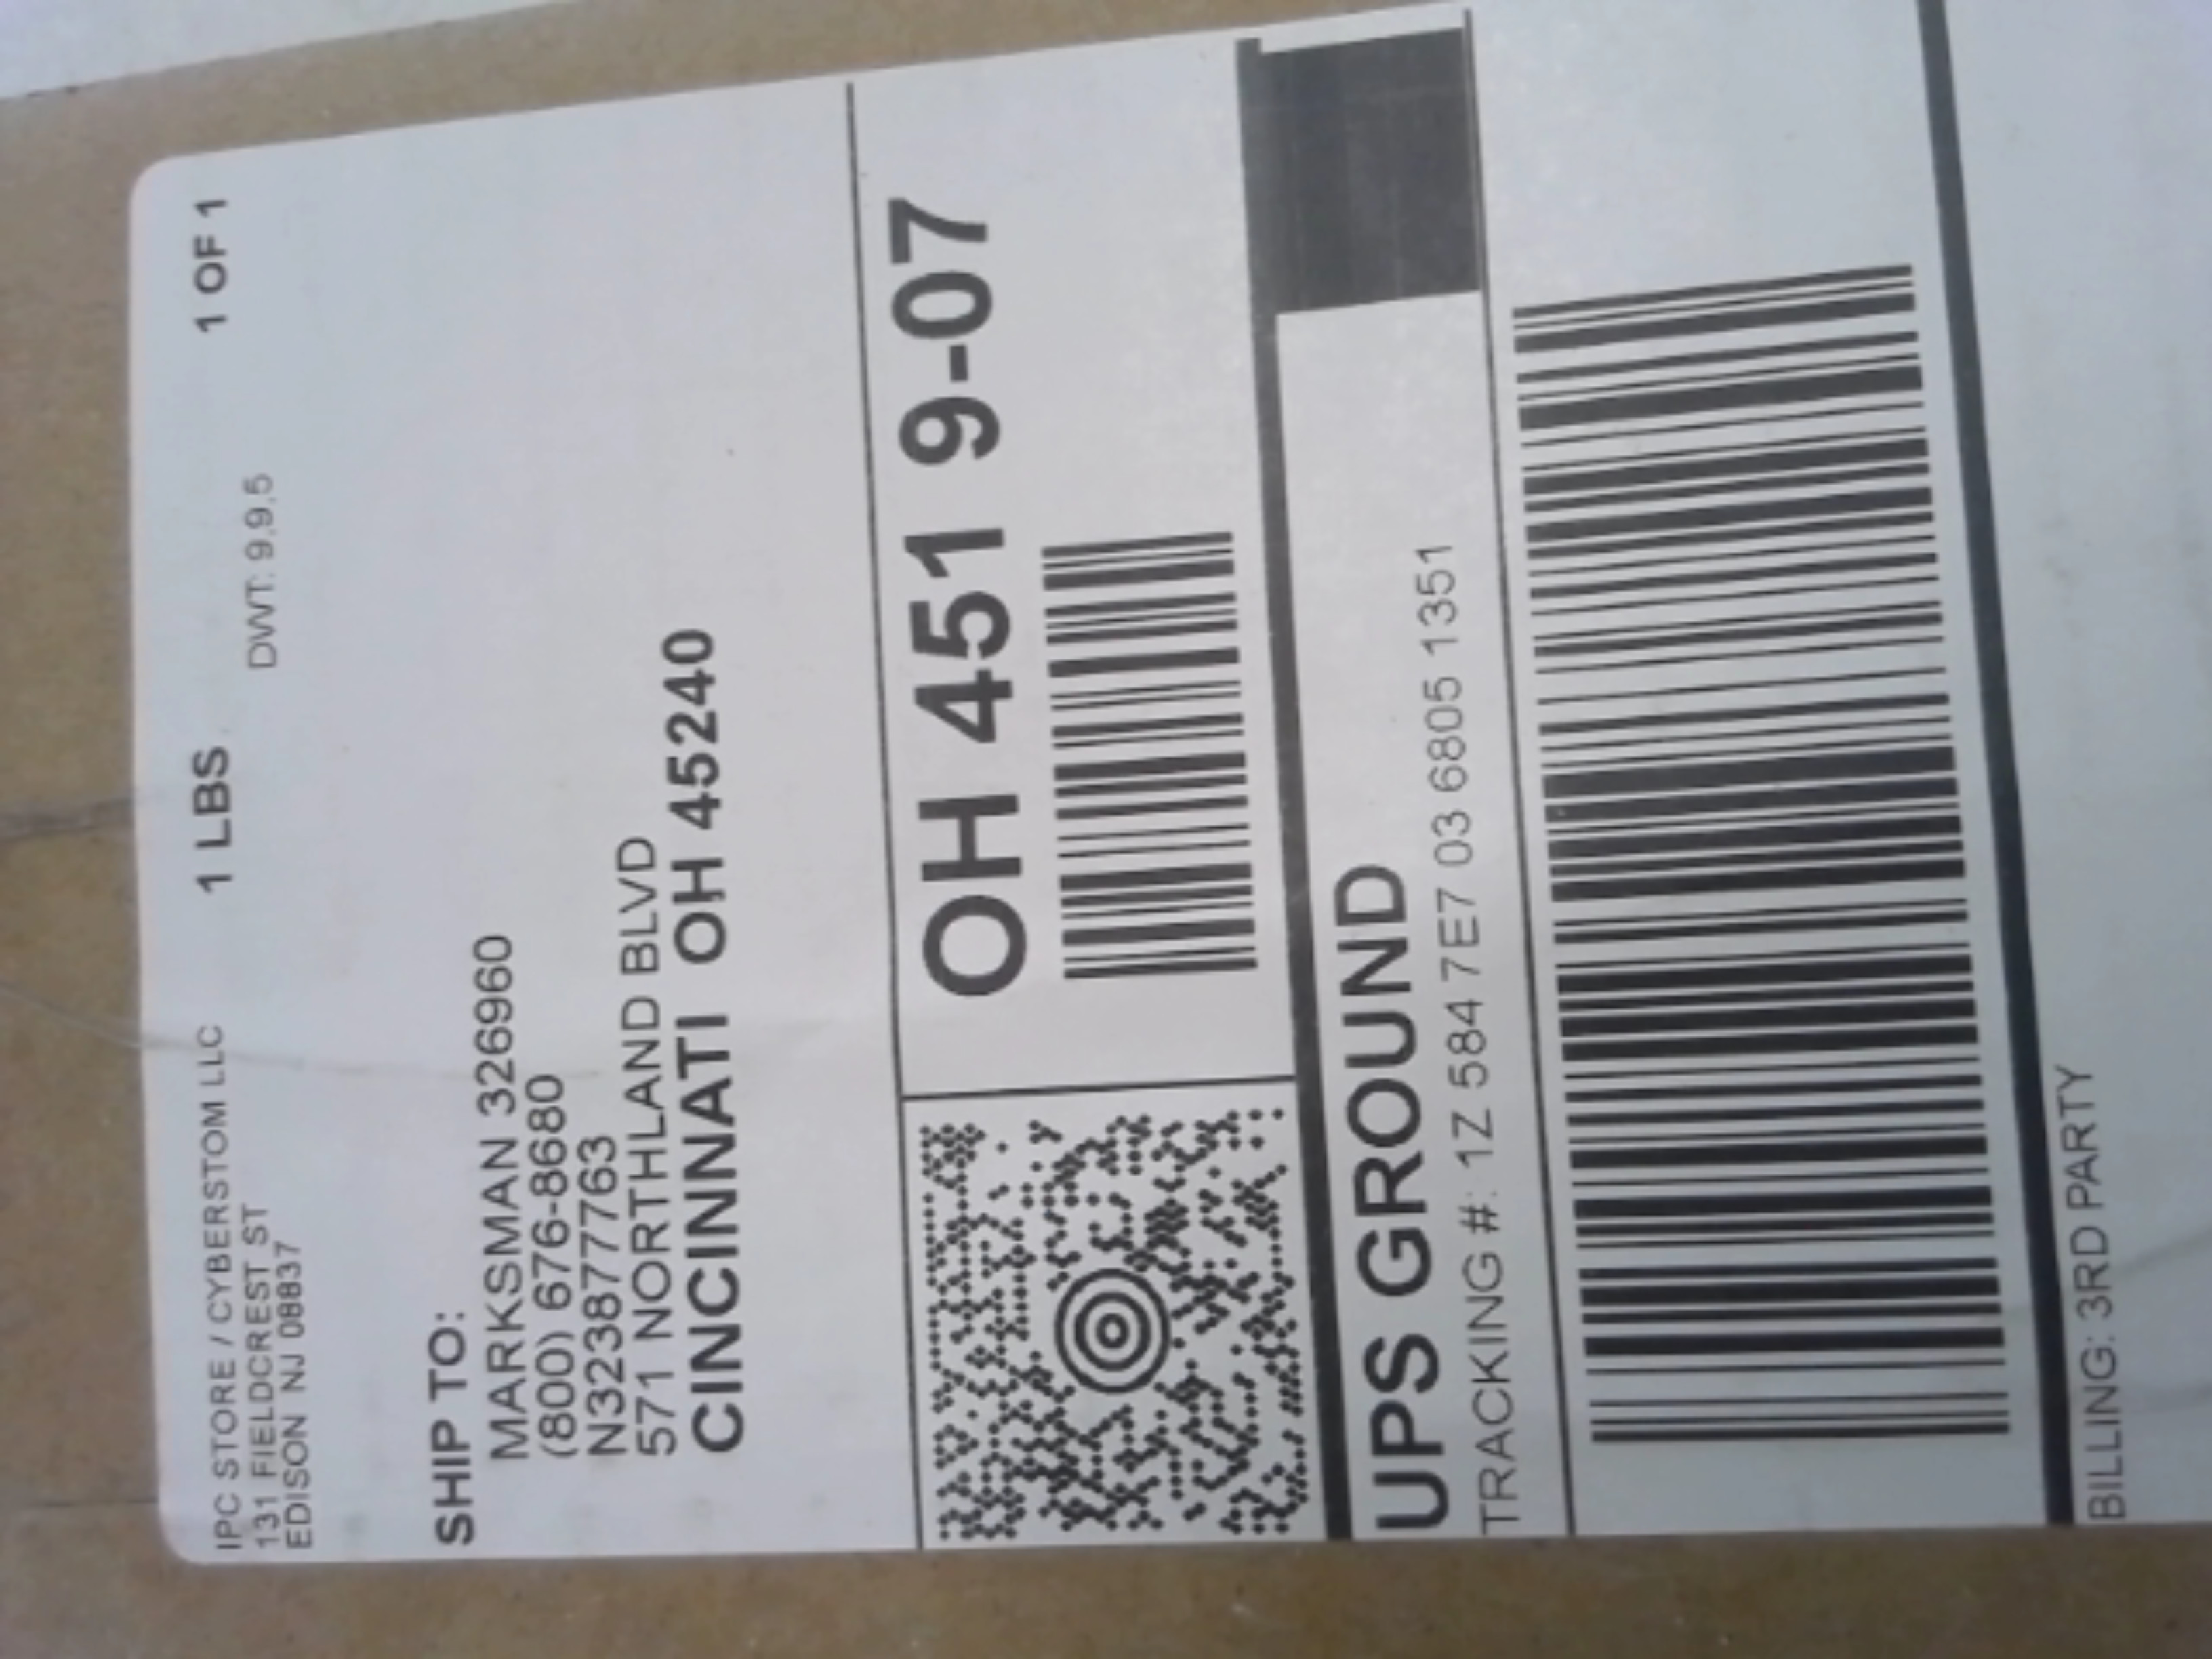 IPC STORE / CYBERSTOM LLC 1 LBS 1 OF 1
131 FIELDCREST ST DWT: 9,9,5
EDISON NJ 08837
SHIP TO:
MARKSMAN 326960
(800) 676-8680
N3238777763
571 NORTHLAND BLVD
CINCINNATI OH 45240
OH 451 9-07
UPS GROUND
TRACKING #: 1Z 584 7E7 03 6805 1351
BILLING: 3RD PARTY